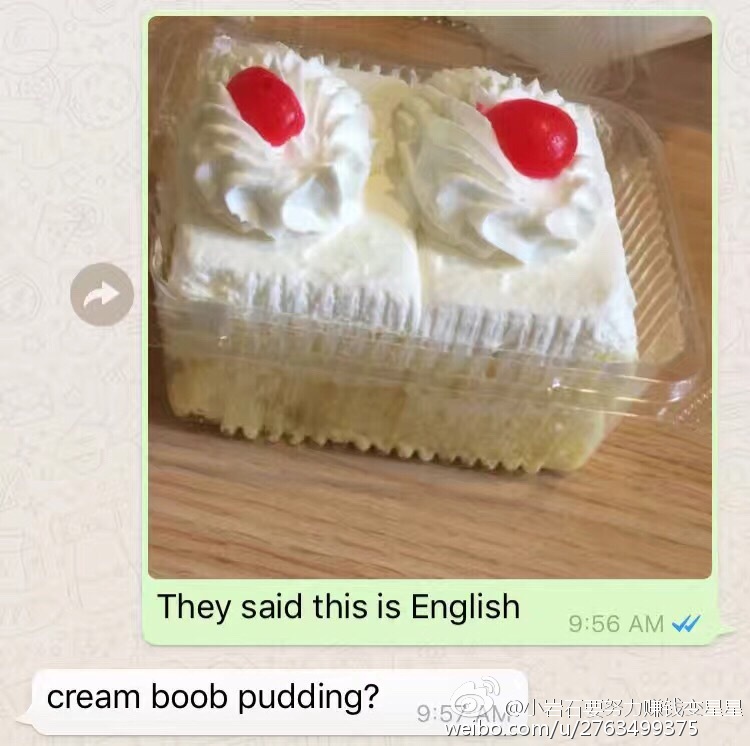 They said this is English
9:56 AM
cream boob pudding?
9:57 AM
@小岩石要努力赚钱变星星
weibo.com/u/2763499375